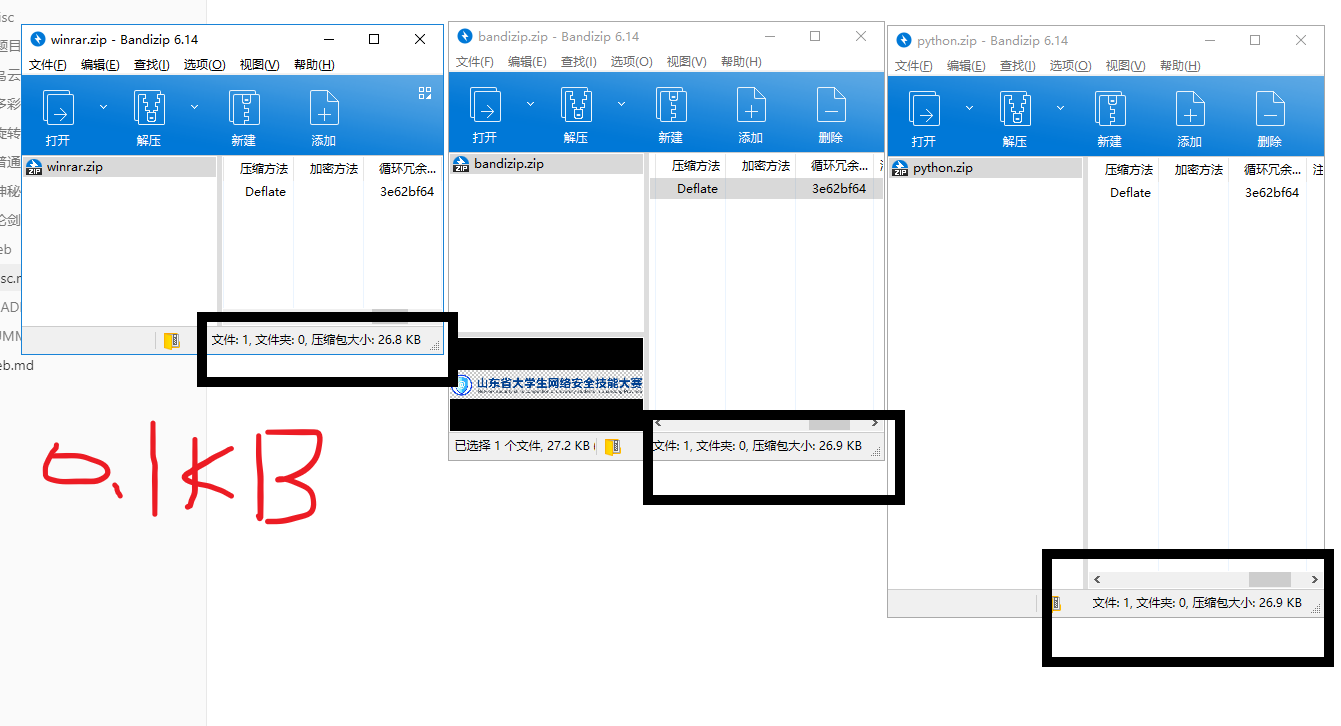 isc
题目
乌云
多彩
旋转
普通
神秘
仑剑
eb
sc.r
ADI
UMM
eb.md
winrar.zip - Bandizip 6.14
文件(F) 编辑(E) 查找(I) 选项(O) 视图(V) 帮助(H)
打开 解压 新建 添加
winrar.zip
压缩方法 加密方法 循环冗余...
Deflate 3e62bf64
文件: 1, 文件夹: 0, 压缩包大小: 26.8 KB
bandizip.zip - Bandizip 6.14
文件(F) 编辑(E) 查找(I) 选项(O) 视图(V) 帮助(H)
打开 解压 新建 添加 删除
bandizip.zip
压缩方法 加密方法 循环冗余...
Deflate 3e62bf64
山东省大学生网络安全技能大赛
已选择 1 个文件, 27.2 KB (
文件: 1, 文件夹: 0, 压缩包大小: 26.9 KB
python.zip - Bandizip 6.14
文件(F) 编辑(E) 查找(I) 选项(O) 视图(V) 帮助(H)
打开 解压 新建 添加 删除
python.zip
压缩方法 加密方法 循环冗余... 注
Deflate 3e62bf64
文件: 1, 文件夹: 0, 压缩包大小: 26.9 KB
0.1KB